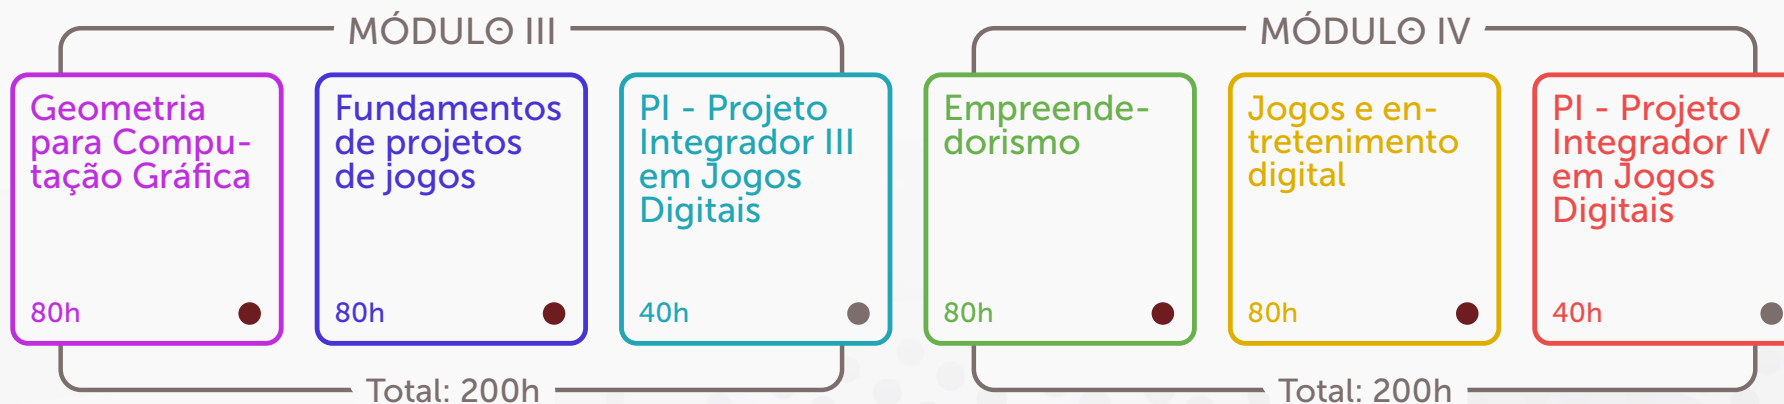 MÓDULO III
Geometria
para Compu-
tação Gráfica
80h
Fundamentos
de projetos
de jogos
80h
PI - Projeto
Integrador III
em Jogos
Digitais
40h
Total: 200h
MÓDULO IV
Empreende-
dorismo
80h
Jogos e en-
tretenimento
digital
80h
PI - Projeto
Integrador IV
em Jogos
Digitais
40h
Total: 200h